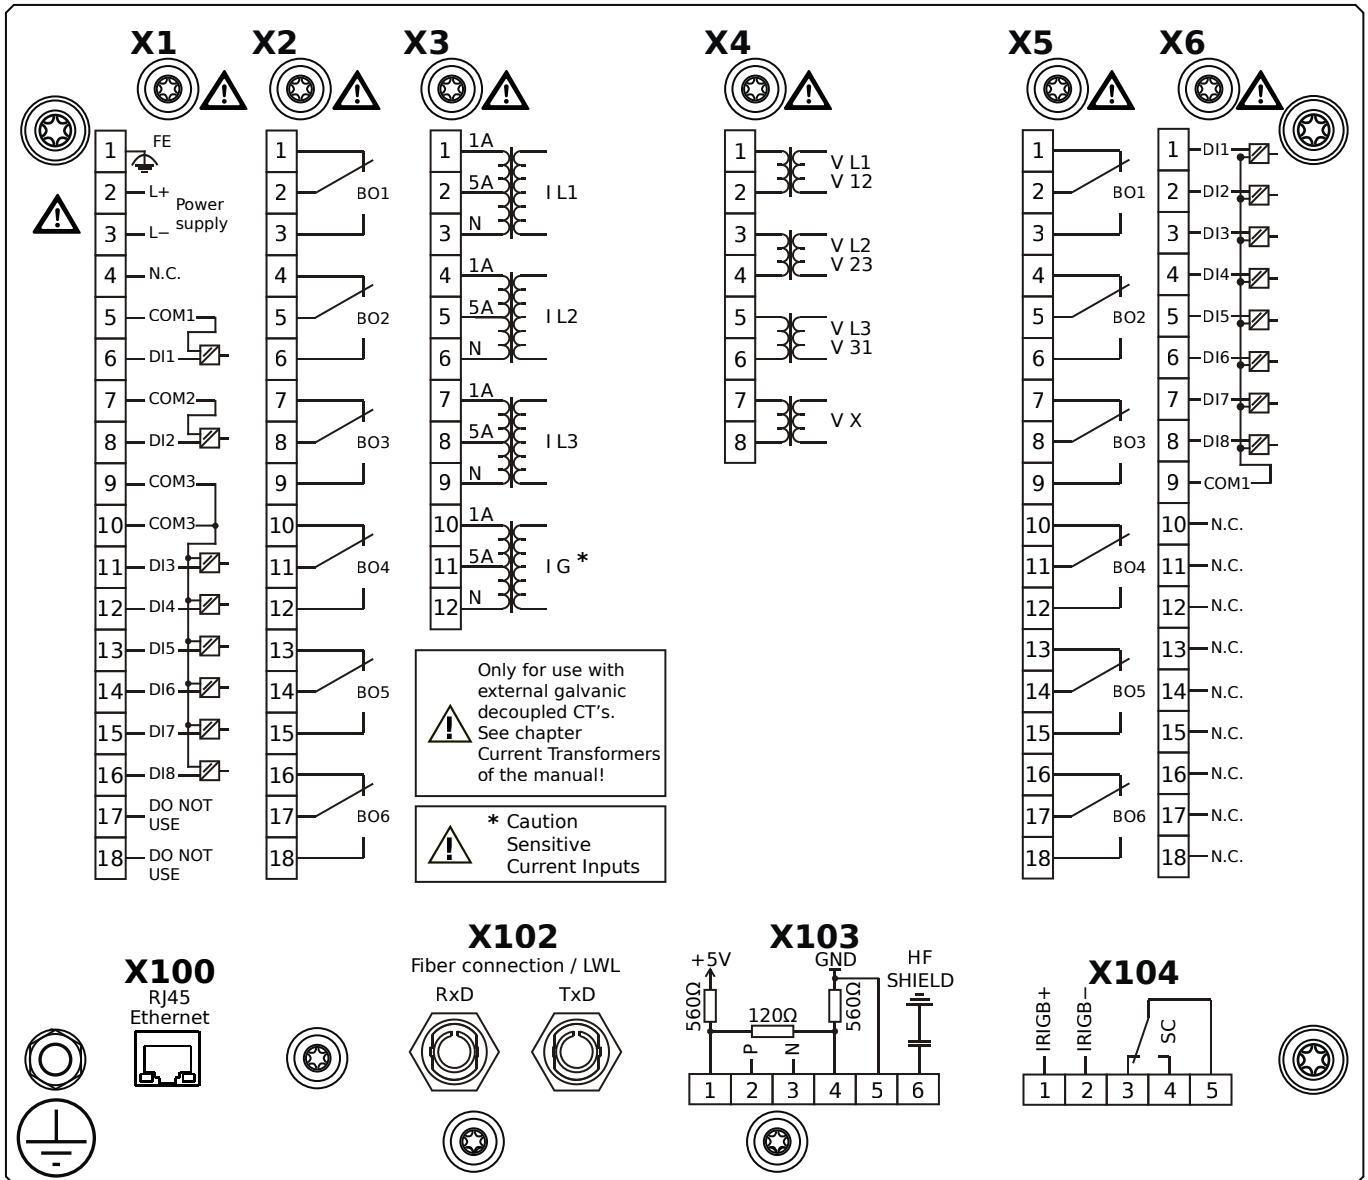 X1
X2
X3
X4
X5
X6
1 FE
2 L+
Power
supply
3 L−
4 N.C.
5 COM1
6 DI1
7 COM2
8 DI2
9 COM3
10 COM3
11 DI3
12 DI4
13 DI5
14 DI6
15 DI7
16 DI8
17 DO NOT
USE
18 DO NOT
USE
1
2 BO1
3
4
5 BO2
6
7
8 BO3
9
10
11 BO4
12
13
14 BO5
15
16
17 BO6
18
1 1A
2 5A I L1
3 N
4 1A
5 5A I L2
6 N
7 1A
8 5A I L3
9 N
10 1A
11 5A I G *
12 N
Only for use with
external galvanic
decoupled CT's.
See chapter
Current Transformers
of the manual!
* Caution
Sensitive
Current Inputs
1 V L1
2 V 12
3 V L2
4 V 23
5 V L3
6 V 31
7 V X
8
1
2 BO1
3
4
5 BO2
6
7
8 BO3
9
10
11 BO4
12
13
14 BO5
15
16
17 BO6
18
1 DI1
2 DI2
3 DI3
4 DI4
5 DI5
6 DI6
7 DI7
8 DI8
9 COM1
10 N.C.
11 N.C.
12 N.C.
13 N.C.
14 N.C.
15 N.C.
16 N.C.
17 N.C.
18 N.C.
X100
RJ45
Ethernet
X102
Fiber connection / LWL
RxD TxD
X103
+5V GND HF
SHIELD
560Ω 120Ω 560Ω
P N
1 2 3 4 5 6
X104
IRIGB+ IRIGB− SC
1 2 3 4 5